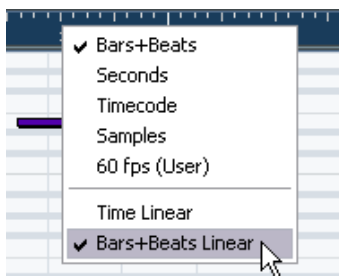 Bars+Beats
Seconds
Timecode
Samples
60 fps (User)
Time Linear
Bars+Beats Linear